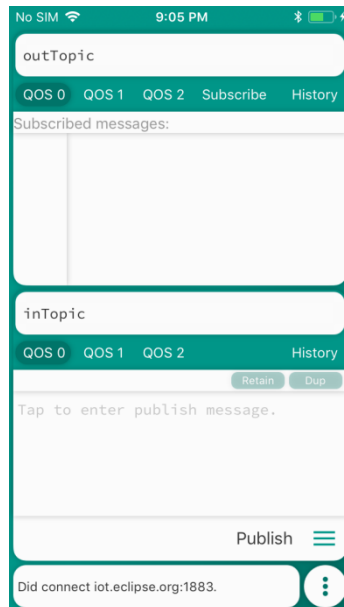 No SIM 9:05 PM
outTopic
QOS 0 QOS 1 QOS 2 Subscribe History
Subscribed messages:
inTopic
QOS 0 QOS 1 QOS 2 History
Retain Dup
Tap to enter publish message.
Publish
Did connect iot.eclipse.org:1883.